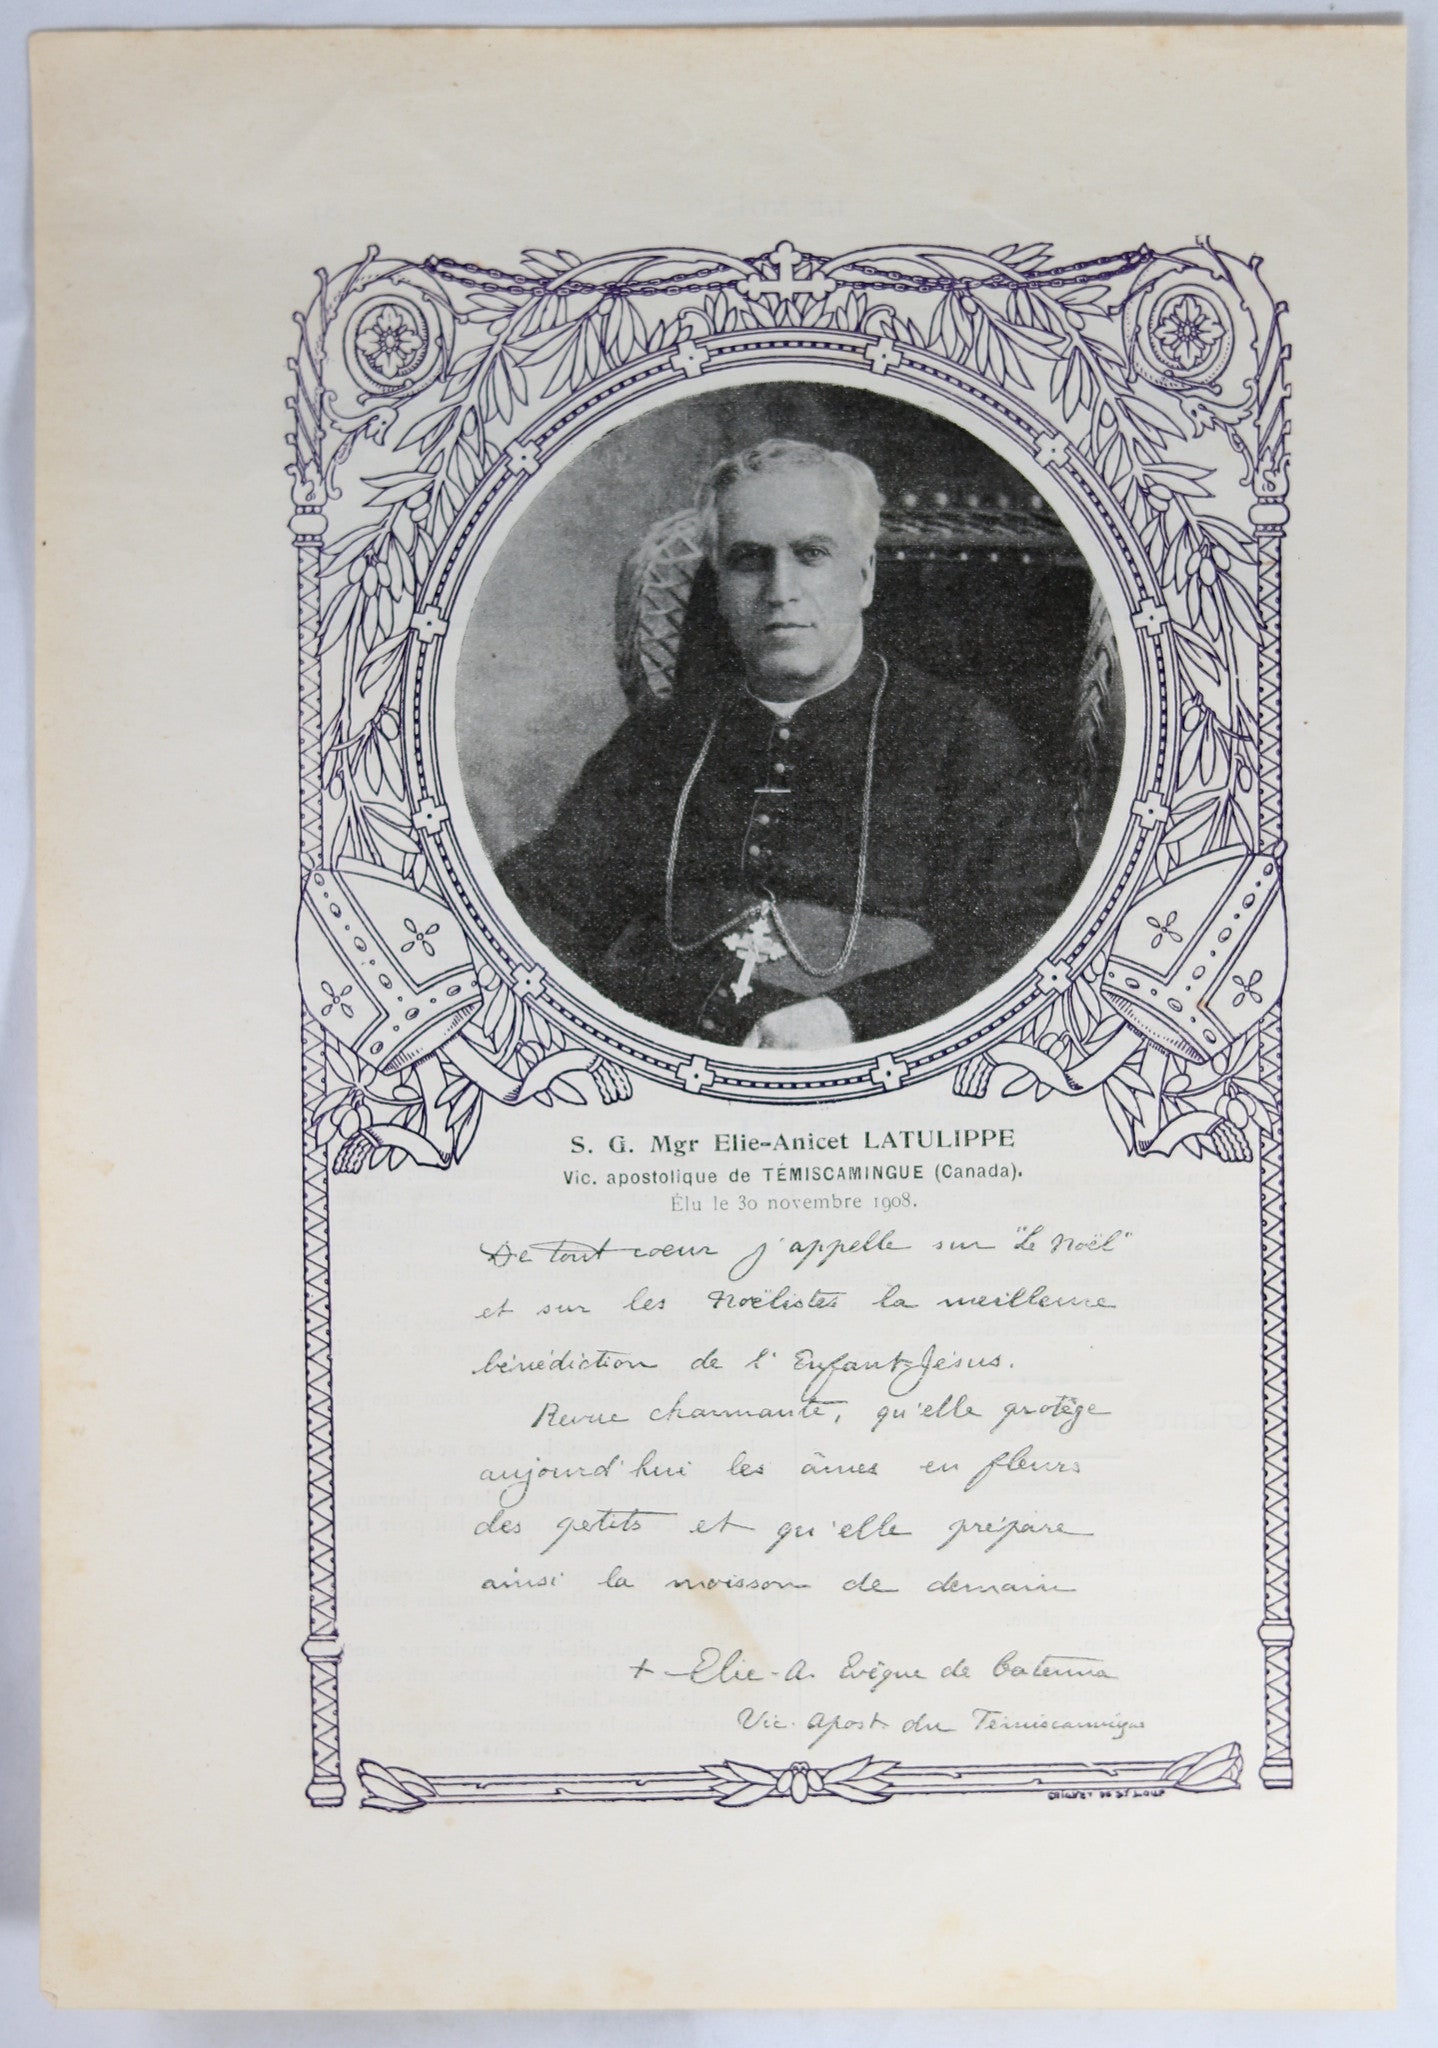 S. G. Mgr Elie-Anicet LATULIPPE
Vic. apostolique de TÉMISCAMINGUE (Canada).
Élu le 30 novembre 1908.
De tout coeur j'appelle sur "Le Noël"
et sur les Noëlistes la meilleure
bénédiction de l'Enfant-Jésus.
Revue charmante, qu'elle protège
aujourd'hui les âmes en fleurs
des petits et qu'elle prépare
ainsi la moisson de demain
+ Elie-A. Evêque de Catenna
Vic. Apost. du Témiscamingue